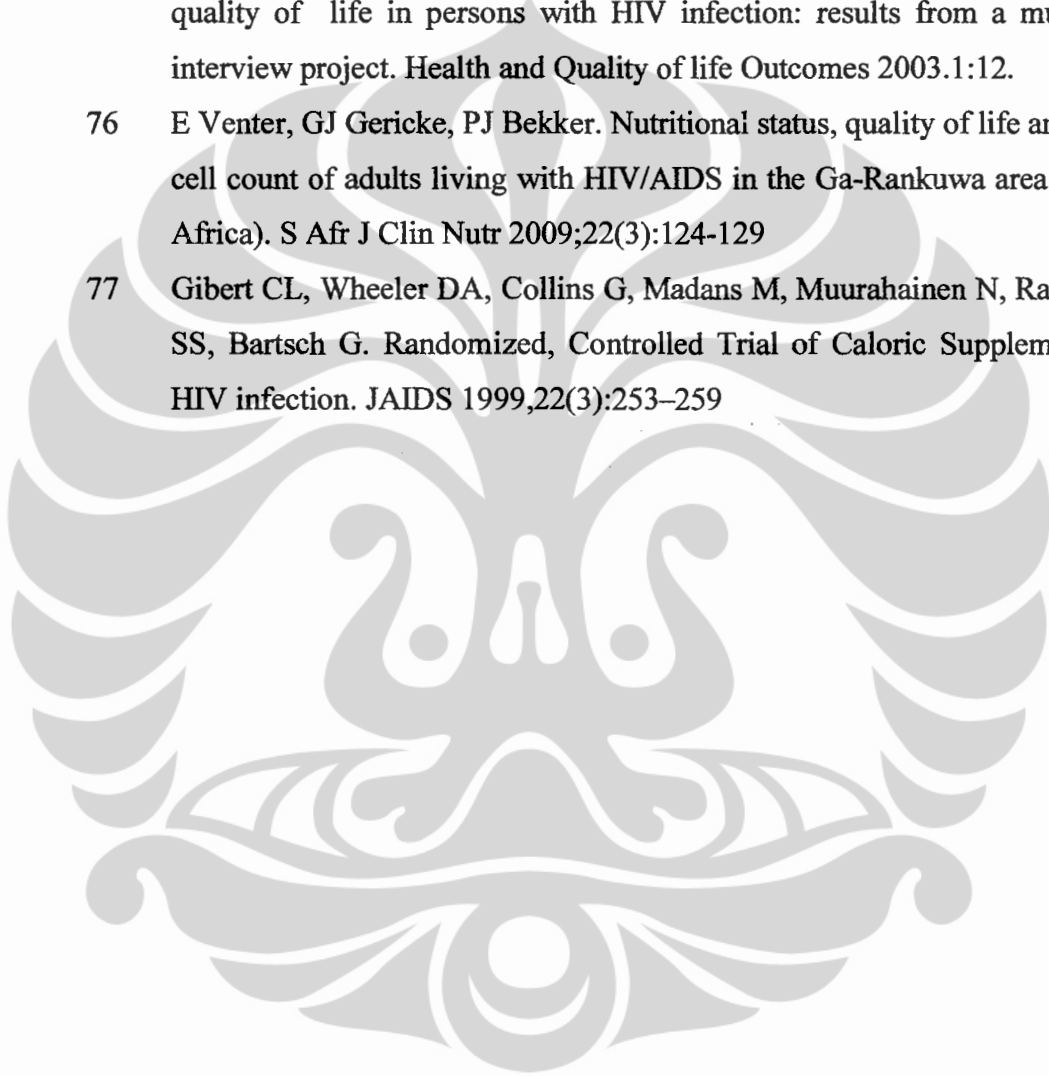 quality of life in persons with HIV infection: results from a
interview project. Health and Quality of life Outcomes 2003.1:12.
76 E Venter, GJ Gericke, PJ Bekker. Nutritional status, quality of life
cell count of adults living with HIV/AIDS in the Ga-Rankuwa area
Africa). S Afr J Clin Nutr 2009;22(3):124-129
77 Gibert CL, Wheeler DA, Collins G, Madans M, Muurahainen N,
SS, Bartsch G. Randomized, Controlled Trial of Caloric
HIV infection. JAIDS 1999,22(3):253–259